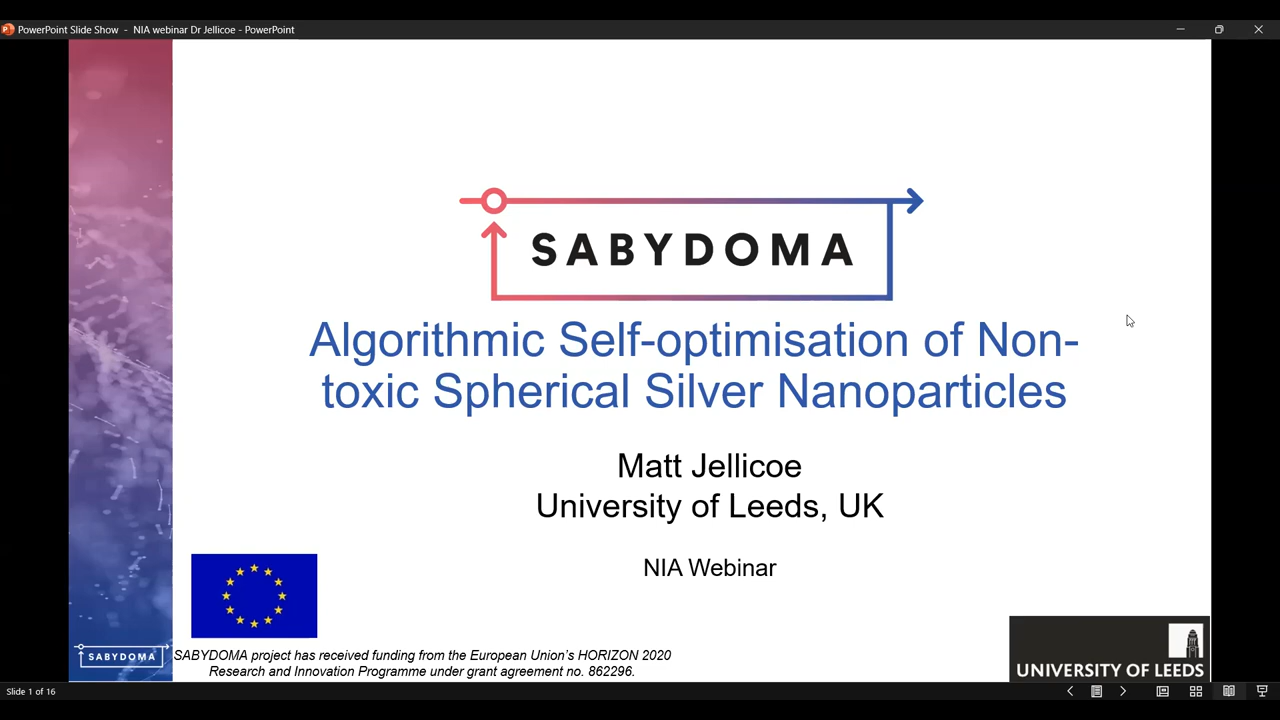 PowerPoint Slide Show - NIA webinar Dr Jellicoe - PowerPoint
SABYDOMA
Algorithmic Self-optimisation of Non-
toxic Spherical Silver Nanoparticles
Matt Jellicoe
University of Leeds, UK
NIA Webinar
SABYDOMA
SABYDOMA project has received funding from the European Union's HORIZON 2020
Research and Innovation Programme under grant agreement no. 862296.
UNIVERSITY OF LEEDS
Slide 1 of 16